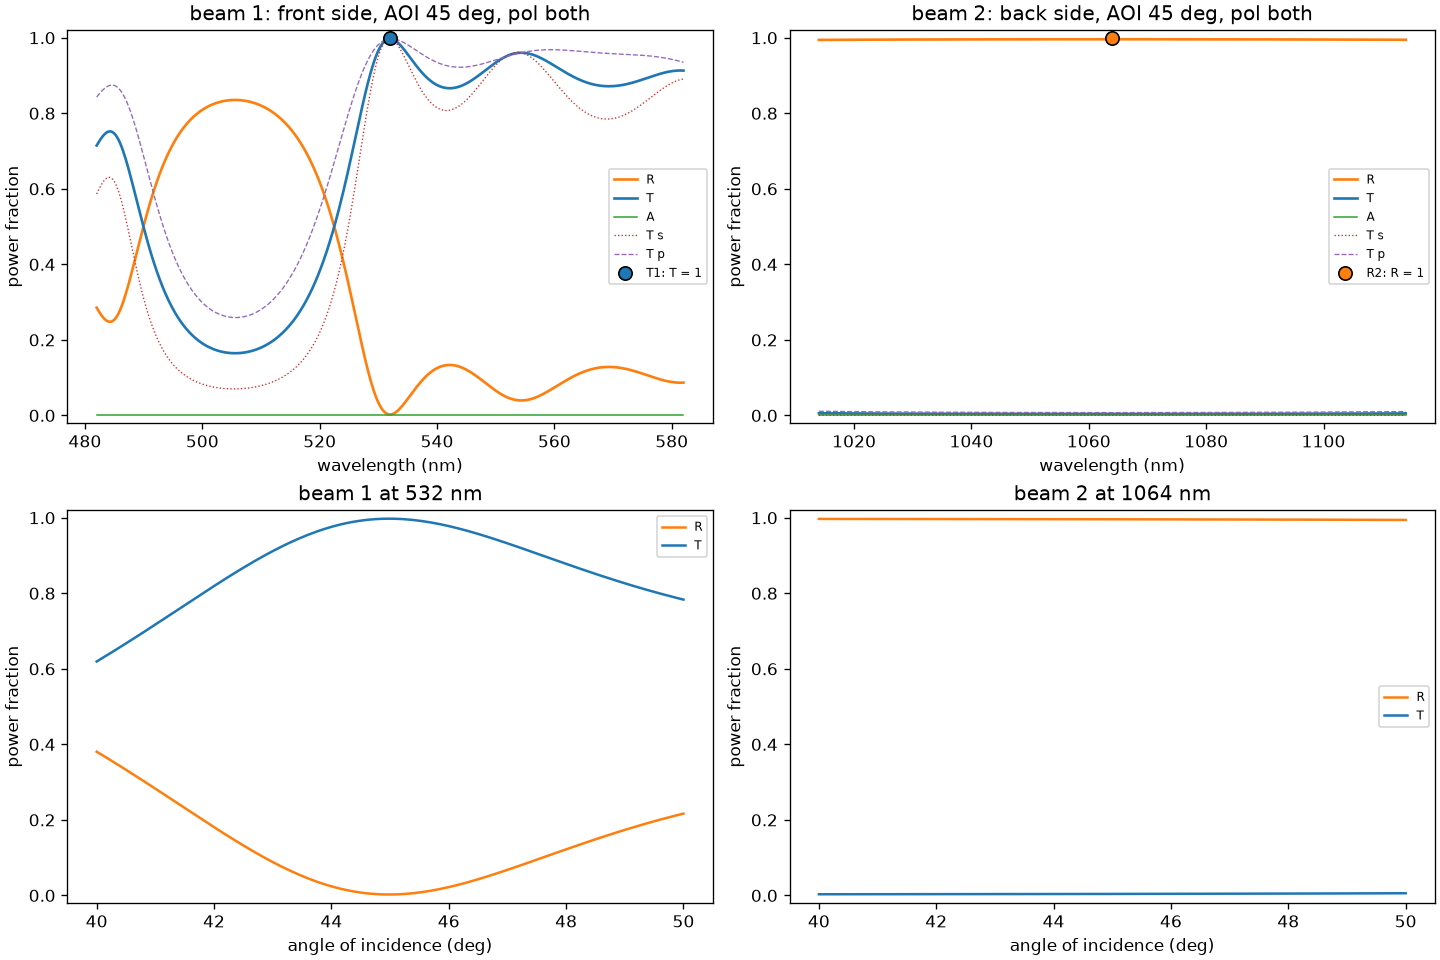 beam 1: front side, AOI 45 deg, pol both
1.0
0.8
0.6
0.4
0.2
0.0
power fraction
R
T
A
T s
T p
T1: T = 1
480
500
520
540
560
580
wavelength (nm)
beam 2: back side, AOI 45 deg, pol both
1.0
0.8
0.6
0.4
0.2
0.0
power fraction
R
T
A
T s
T p
R2: R = 1
1020
1040
1060
1080
1100
wavelength (nm)
beam 1 at 532 nm
1.0
0.8
0.6
0.4
0.2
0.0
power fraction
R
T
40
42
44
46
48
50
angle of incidence (deg)
beam 2 at 1064 nm
1.0
0.8
0.6
0.4
0.2
0.0
power fraction
R
T
40
42
44
46
48
50
angle of incidence (deg)